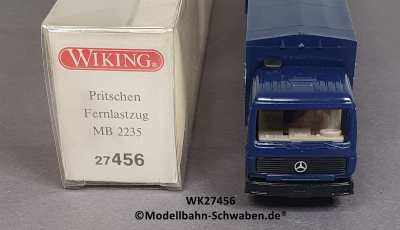 WIKING®
Pritschen
Fernlastzug
MB 2235
27456
WK27456
©Modellbahn-Schwaben.de®